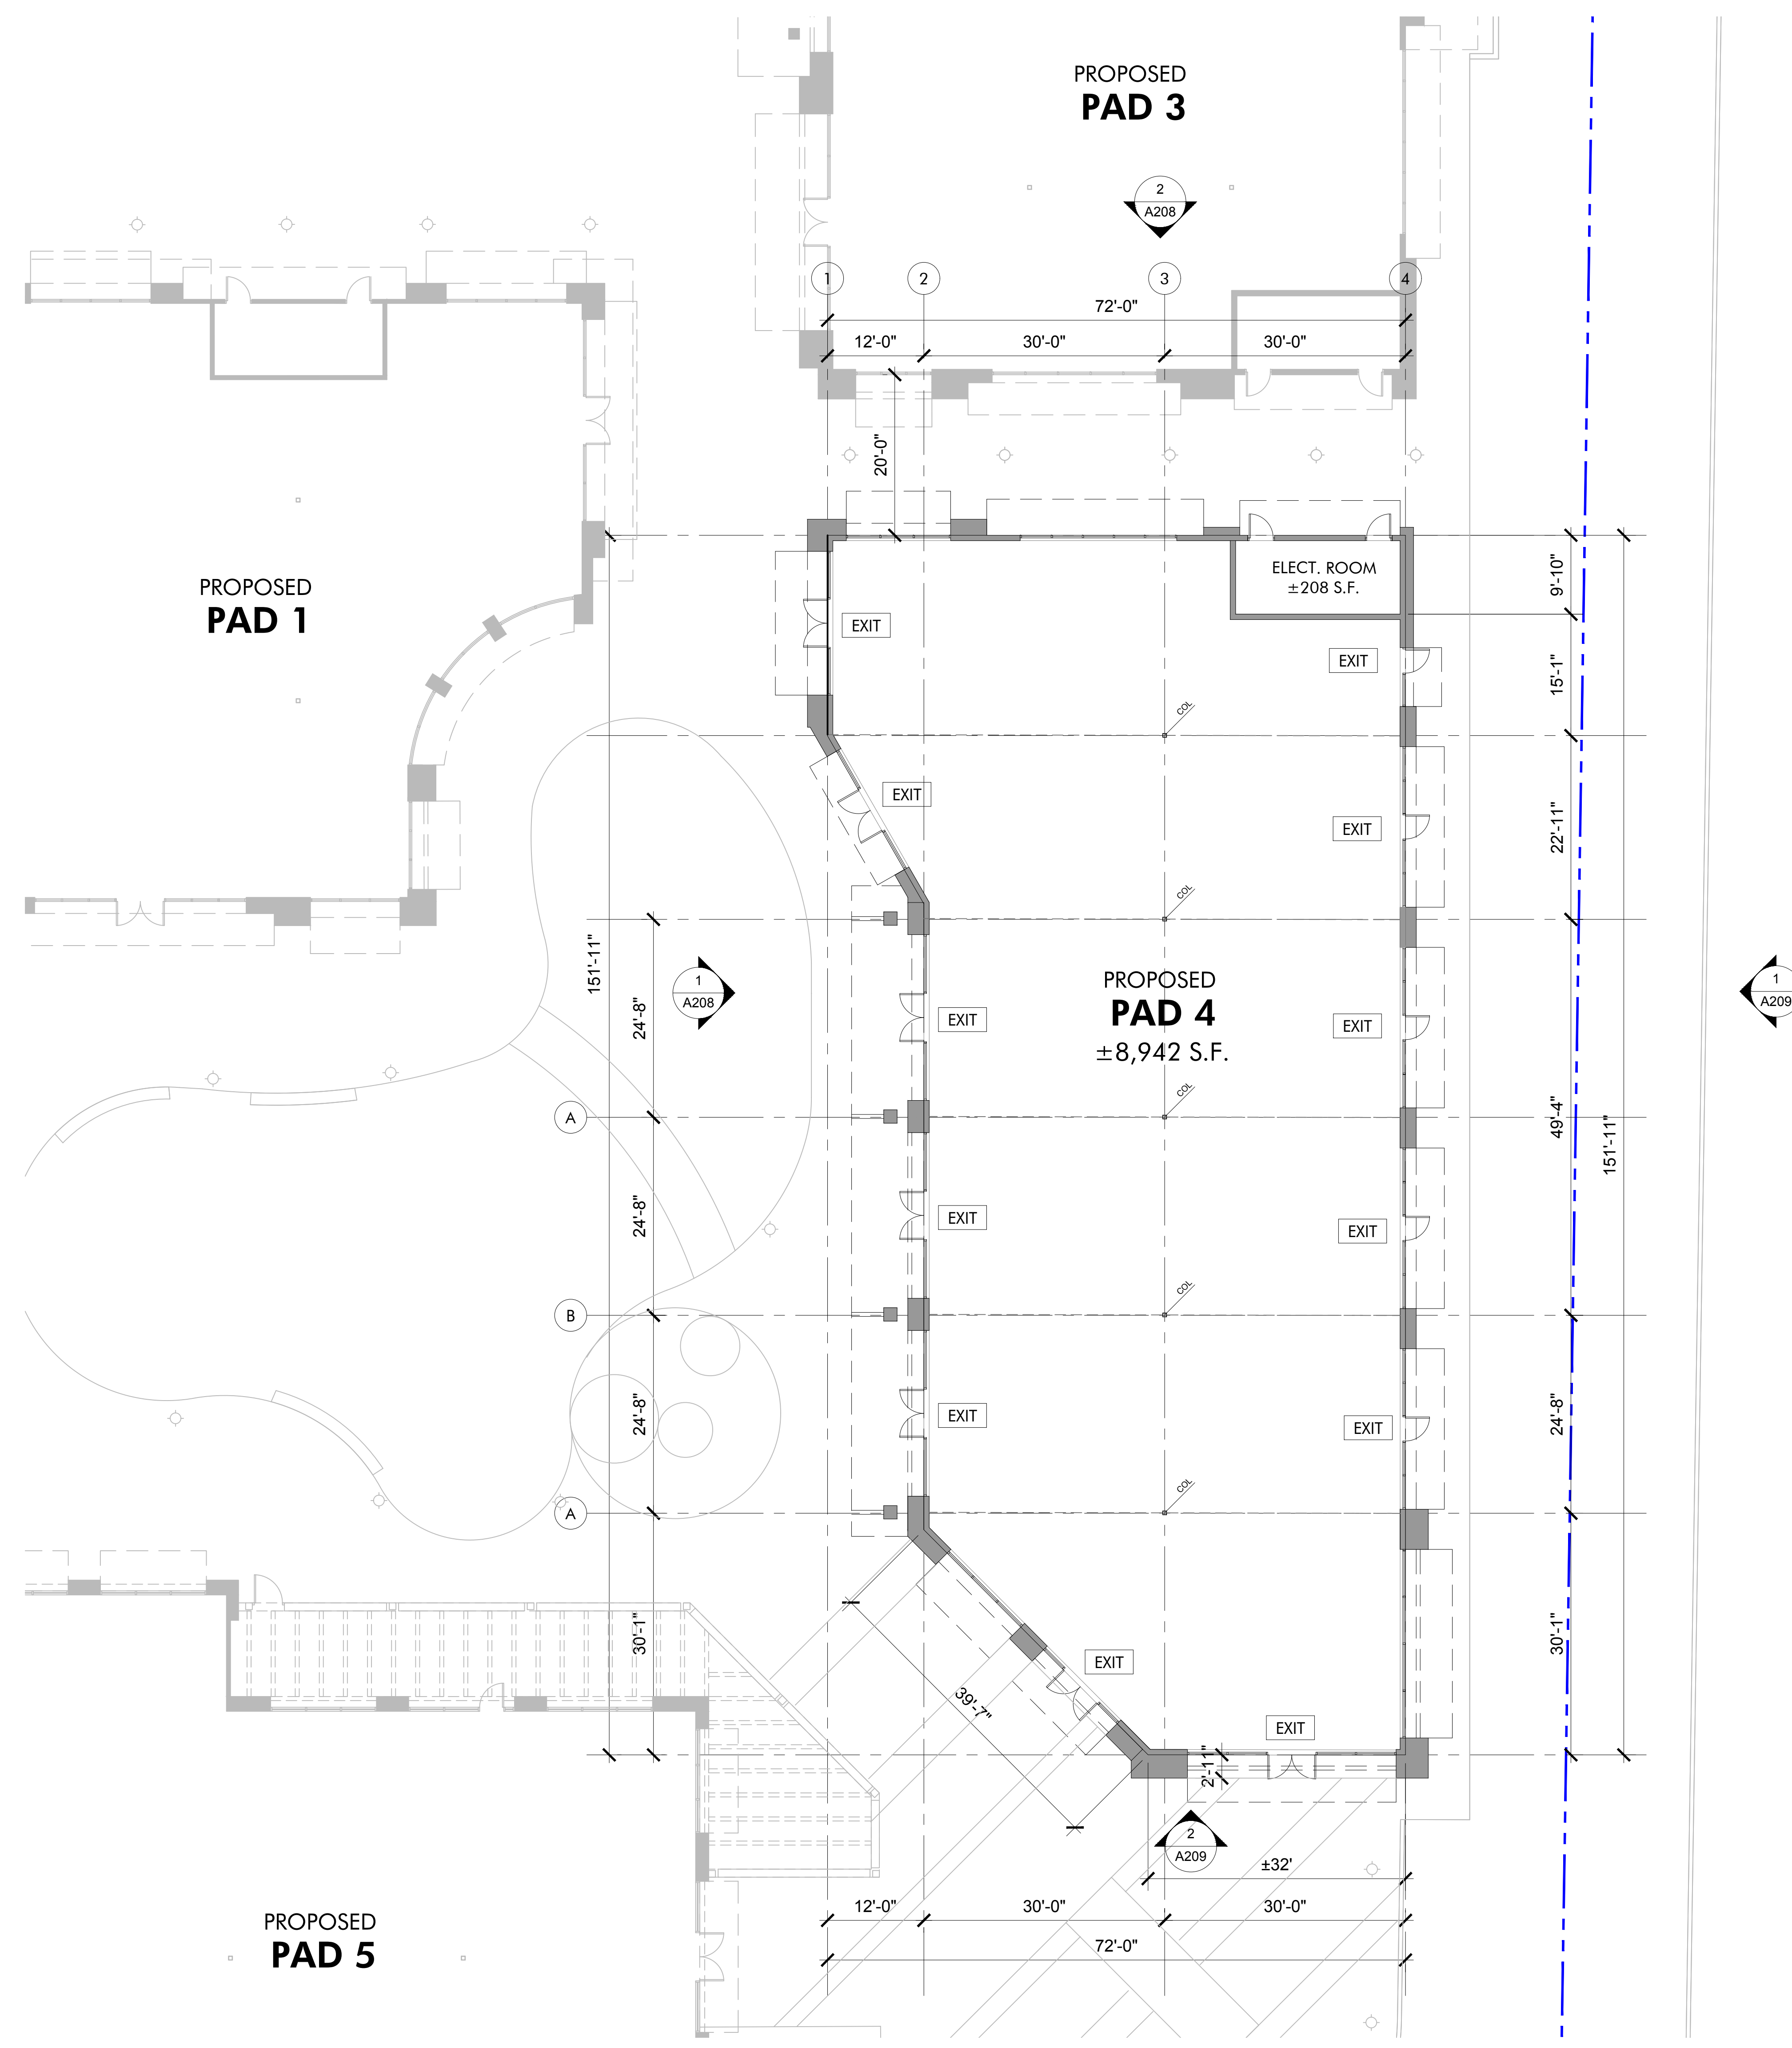 PROPOSED
PAD 3
2
A208
1
2
3
4
72'-0"
12'-0"
30'-0"
30'-0"
20'-0"
PROPOSED
PAD 1
ELECT. ROOM
±208 S.F.
9'-10"
EXIT
EXIT
15'-1"
COL
EXIT
EXIT
22'-11"
COL
151'-11"
24'-8"
1
A208
EXIT
PROPOSED
PAD 4
±8,942 S.F.
EXIT
1
A209
COL
A
49'-4"
151'-11"
24'-8"
EXIT
EXIT
COL
B
24'-8"
EXIT
EXIT
24'-8"
COL
A
30'-1"
30'-1"
EXIT
39'-7"
EXIT
2'-11"
2
A209
±32'
PROPOSED
PAD 5
12'-0"
30'-0"
30'-0"
72'-0"